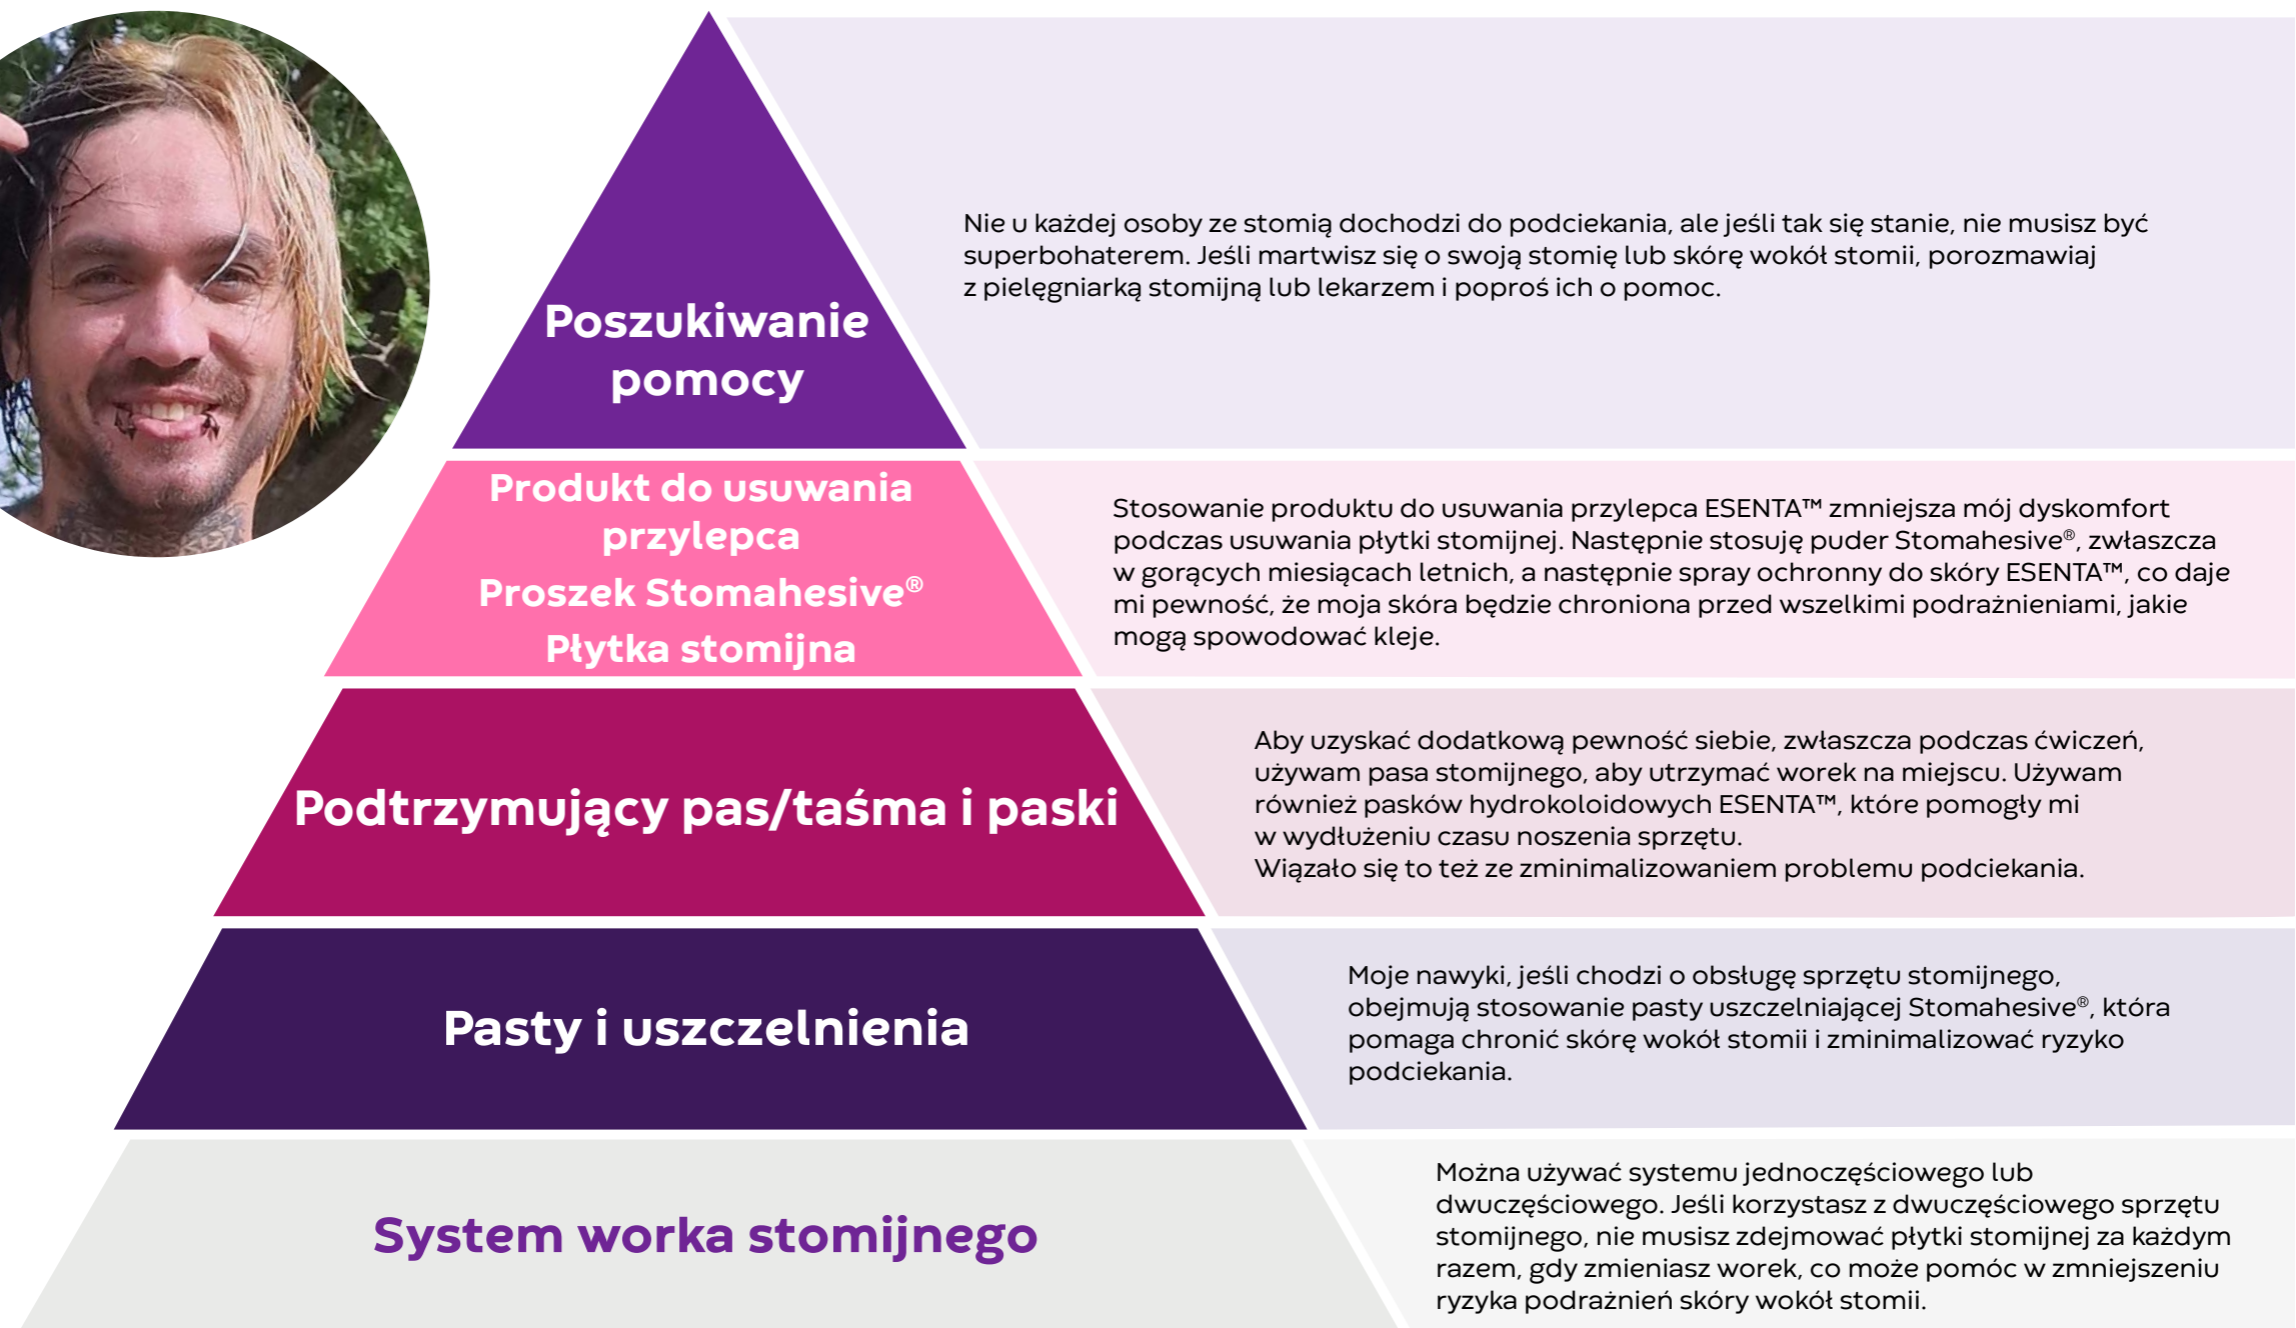 Poszukiwanie
pomocy
Nie u każdej osoby ze stomią dochodzi do podciekania, ale jeśli tak się stanie, nie musisz być
superbohaterem. Jeśli martwisz się o swoją stomię lub skórę wokół stomii, porozmawiaj
z pielęgniarką stomijną lub lekarzem i poproś ich o pomoc.
Produkt do usuwania
przylepca
Proszek Stomahesive®
Płytka stomijna
Stosowanie produktu do usuwania przylepca ESENTA™ zmniejsza mój dyskomfort
podczas usuwania płytki stomijnej. Następnie stosuję puder Stomahesive®, zwłaszcza
w gorących miesiącach letnich, a następnie spray ochronny do skóry ESENTA™, co daje
mi pewność, że moja skóra będzie chroniona przed wszelkimi podrażnieniami, jakie
mogą spowodować kleje.
Podtrzymujący pas/taśma i paski
Aby uzyskać dodatkową pewność siebie, zwłaszcza podczas ćwiczeń,
używam pasa stomijnego, aby utrzymać worek na miejscu. Używam
również pasków hydrokoloidowych ESENTA™, które pomogły mi
w wydłużeniu czasu noszenia sprzętu.
Wiązało się to też ze zminimalizowaniem problemu podciekania.
Pasty i uszczelnienia
Moje nawyki, jeśli chodzi o obsługę sprzętu stomijnego,
obejmują stosowanie pasty uszczelniającej Stomahesive®, która
pomaga chronić skórę wokół stomii i zminimalizować ryzyko
podciekania.
System worka stomijnego
Można używać systemu jednoczęściowego lub
dwuczęściowego. Jeśli korzystasz z dwuczęściowego sprzętu
stomijnego, nie musisz zdejmować płytki stomijnej za każdym
razem, gdy zmieniasz worek, co może pomóc w zmniejszeniu
ryzyka podrażnień skóry wokół stomii.